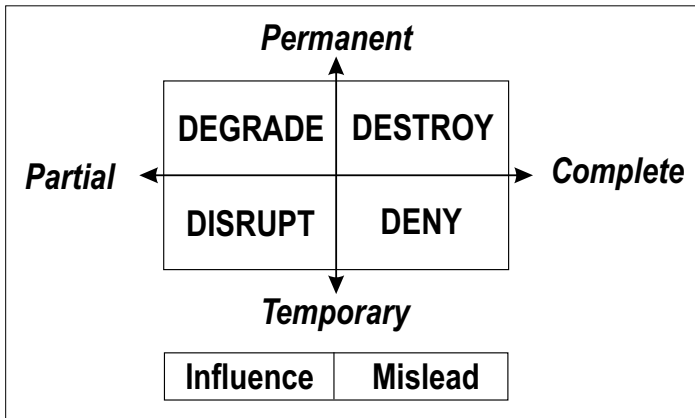 Permanent
DEGRADE DESTROY
Partial Complete
DISRUPT DENY
Temporary
Influence Mislead